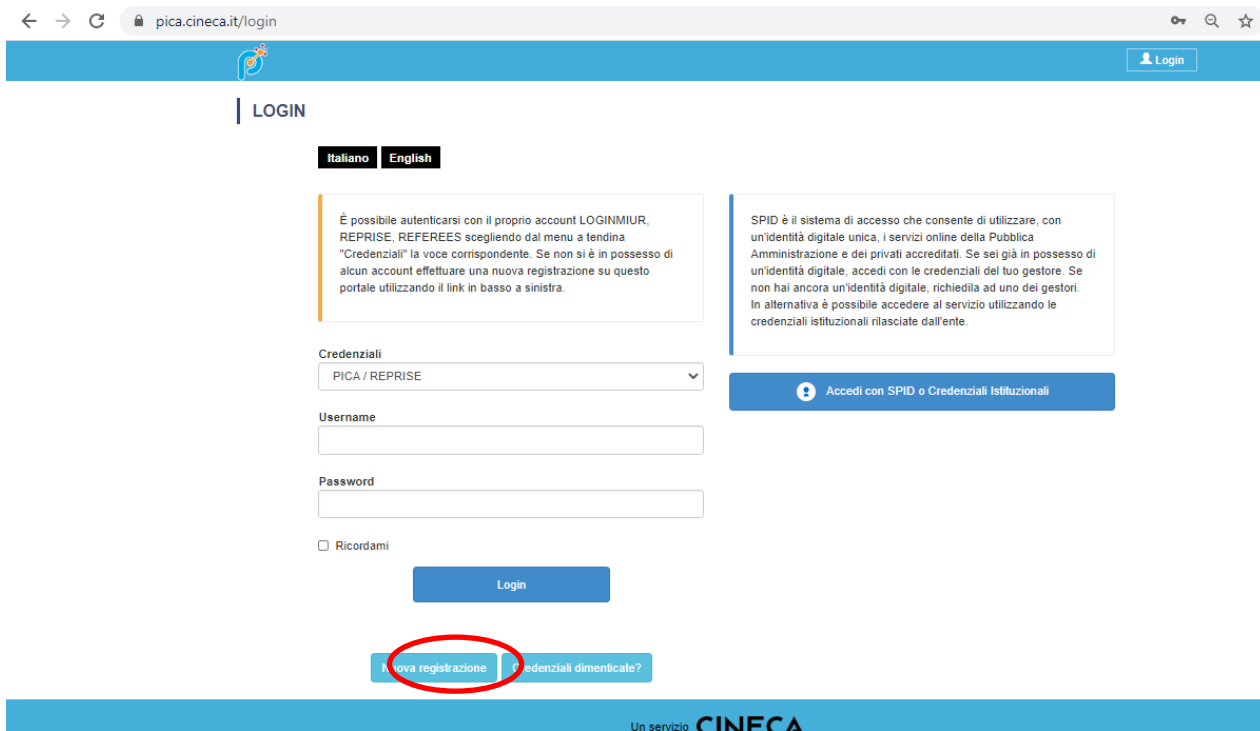 pica.cineca.it/login
Login
LOGIN
Italiano English
È possibile autenticarsi con il proprio account LOGINMIUR,
REPRISE, REFEREES scegliendo dal menu a tendina
"Credenziali" la voce corrispondente. Se non si è in possesso di
alcun account effettuare una nuova registrazione su questo
portale utilizzando il link in basso a sinistra.
SPID è il sistema di accesso che consente di utilizzare, con
un'identità digitale unica, i servizi online della Pubblica
Amministrazione e dei privati accreditati. Se sei già in possesso di
un'identità digitale, accedi con le credenziali del tuo gestore. Se
non hai ancora un'identità digitale, richiedila ad uno dei gestori.
In alternativa è possibile accedere al servizio utilizzando le
credenziali istituzionali rilasciate dall'ente.
Credenziali
PICA / REPRISE
Accedi con SPID o Credenziali Istituzionali
Username
Password
Ricordami
Login
Nuova registrazione Credenziali dimenticate?
Un servizio CINECA